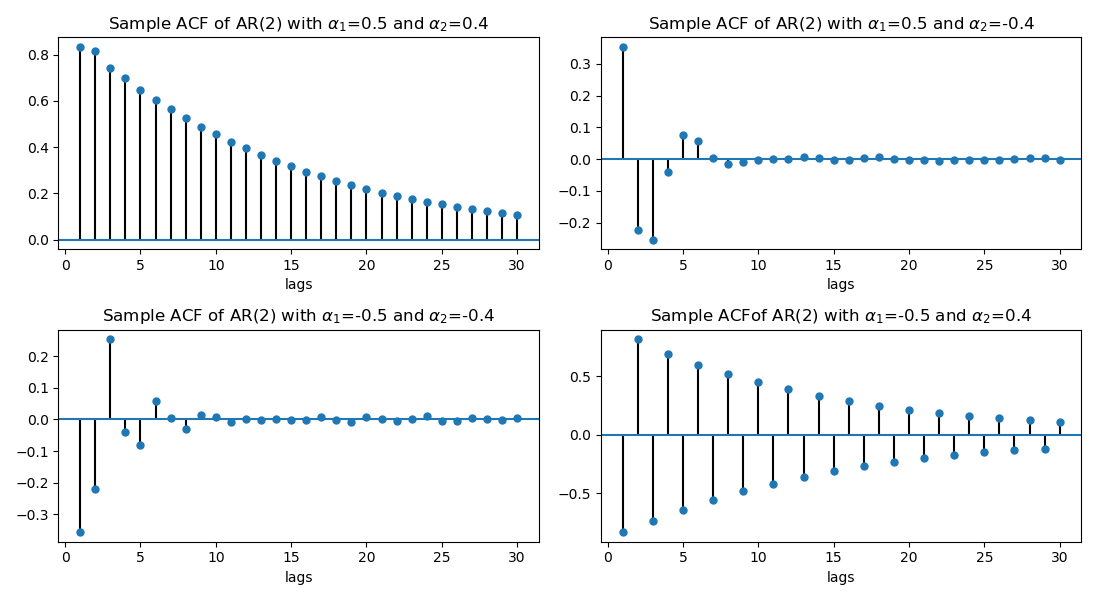 Sample ACF of AR(2) with α₁=0.5 and α₂=0.4
0.8
0.6
0.4
0.2
0.0
0 5 10 15 20 25 30
lags
Sample ACF of AR(2) with α₁=0.5 and α₂=-0.4
0.3
0.2
0.1
0.0
−0.1
−0.2
0 5 10 15 20 25 30
lags
Sample ACF of AR(2) with α₁=-0.5 and α₂=-0.4
0.2
0.1
0.0
−0.1
−0.2
−0.3
0 5 10 15 20 25 30
lags
Sample ACFof AR(2) with α₁=-0.5 and α₂=0.4
0.5
0.0
−0.5
0 5 10 15 20 25 30
lags